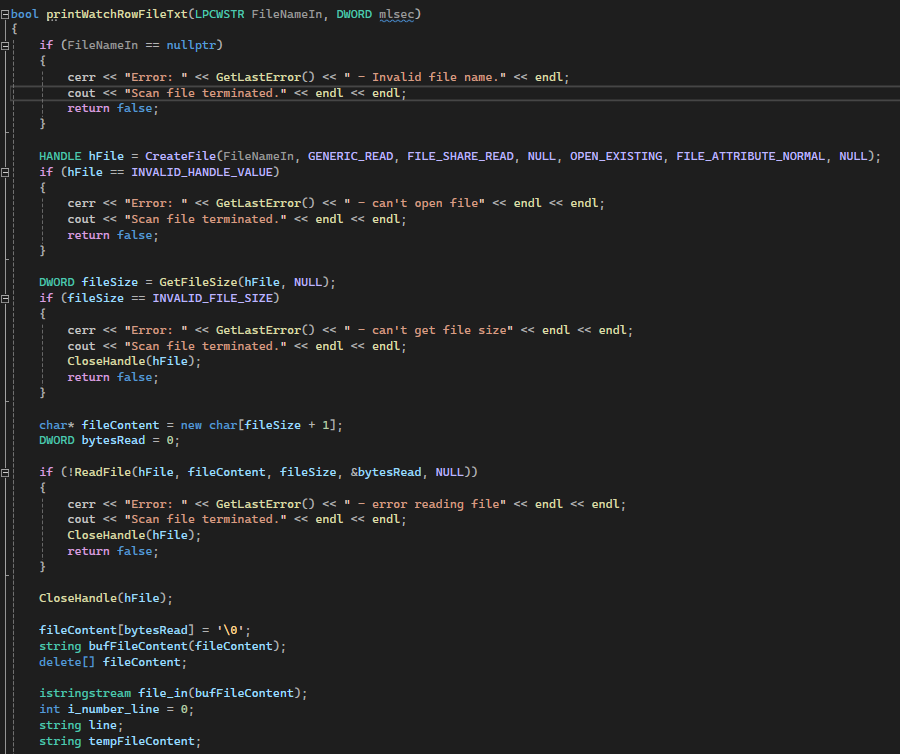 bool printWatchRowFileTxt(LPCWSTR FileNameIn, DWORD mlsec)
{
if (FileNameIn == nullptr)
{
cerr << "Error: " << GetLastError() << " - Invalid file name." << endl;
cout << "Scan file terminated." << endl << endl;
return false;
}
HANDLE hFile = CreateFile(FileNameIn, GENERIC_READ, FILE_SHARE_READ, NULL, OPEN_EXISTING, FILE_ATTRIBUTE_NORMAL, NULL);
if (hFile == INVALID_HANDLE_VALUE)
{
cerr << "Error: " << GetLastError() << " - can't open file" << endl << endl;
cout << "Scan file terminated." << endl << endl;
return false;
}
DWORD fileSize = GetFileSize(hFile, NULL);
if (fileSize == INVALID_FILE_SIZE)
{
cerr << "Error: " << GetLastError() << " - can't get file size" << endl << endl;
cout << "Scan file terminated." << endl << endl;
CloseHandle(hFile);
return false;
}
char* fileContent = new char[fileSize + 1];
DWORD bytesRead = 0;
if (!ReadFile(hFile, fileContent, fileSize, &bytesRead, NULL))
{
cerr << "Error: " << GetLastError() << " - error reading file" << endl << endl;
cout << "Scan file terminated." << endl << endl;
CloseHandle(hFile);
return false;
}
CloseHandle(hFile);
fileContent[bytesRead] = '\0';
string bufFileContent(fileContent);
delete[] fileContent;
istringstream file_in(bufFileContent);
int i_number_line = 0;
string line;
string tempFileContent;